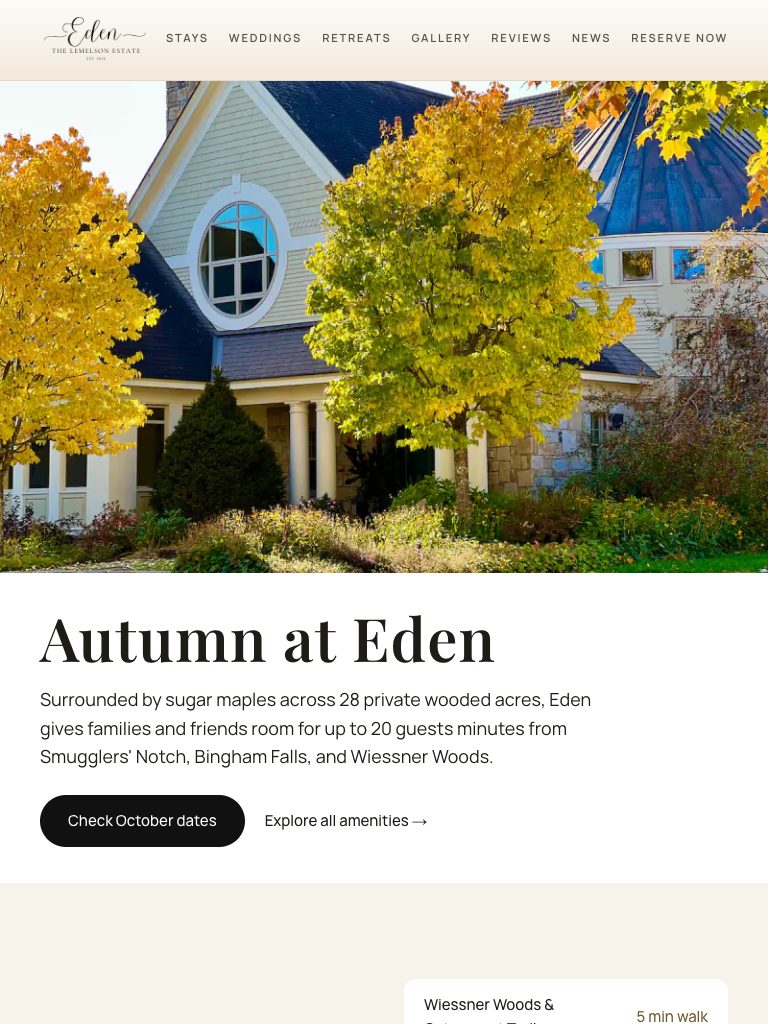 Eden
THE LEMELSON ESTATE
STAYS WEDDINGS RETREATS GALLERY REVIEWS NEWS RESERVE NOW
Autumn at Eden
Surrounded by sugar maples across 28 private wooded acres, Eden
gives families and friends room for up to 20 guests minutes from
Smugglers' Notch, Bingham Falls, and Wiessner Woods.
Check October dates Explore all amenities →
Wiessner Woods &
5 min walk